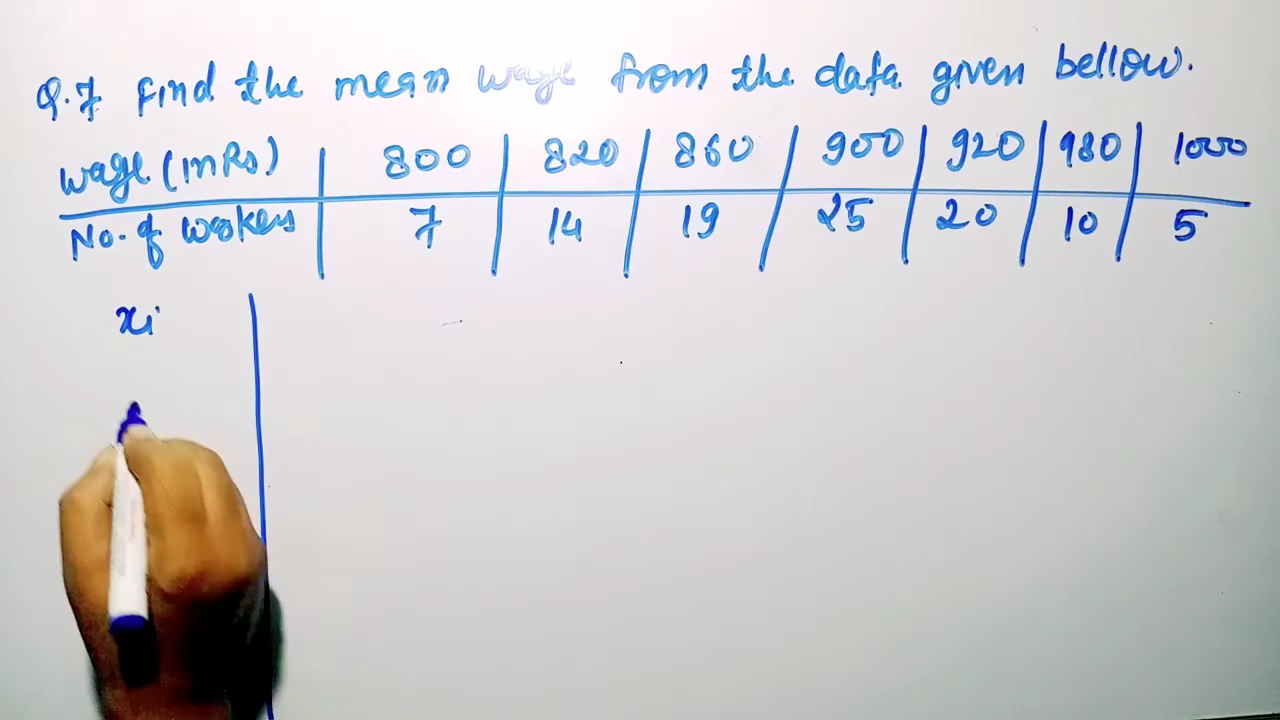 Q.7 Find the mean wage from the data given bellow.
wage (in Rs) 800 820 860 900 920 980 1000
No. of workers 7 14 19 25 20 10 5
xi